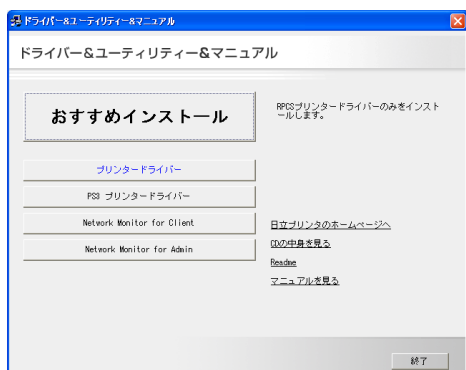 ドライバー&ユーティリティー&マニュアル
ドライバー&ユーティリティー&マニュアル
おすすめインストール
RPCSプリンタードライバーのみをインスト
ールします。
プリンタードライバー
PS3 プリンタードライバー
Network Monitor for Client
Network Monitor for Admin
日立プリンタのホームページへ
CDの中身を見る
Readme
マニュアルを見る
終了